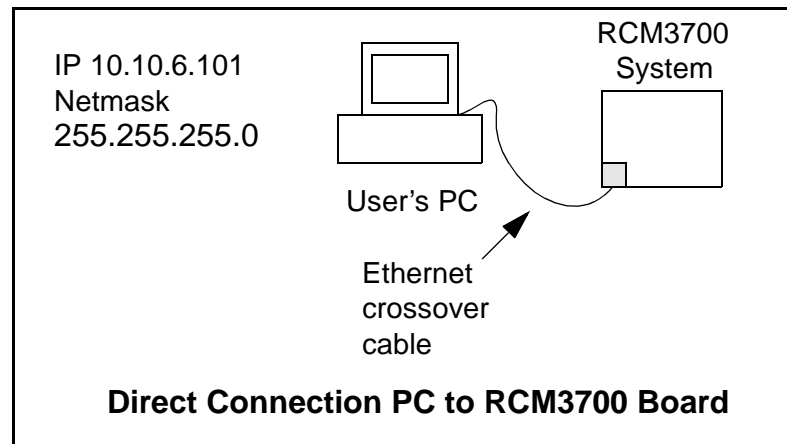 IP 10.10.6.101
Netmask
255.255.255.0
RCM3700
System
User’s PC
Ethernet
crossover
cable
Direct Connection PC to RCM3700 Board